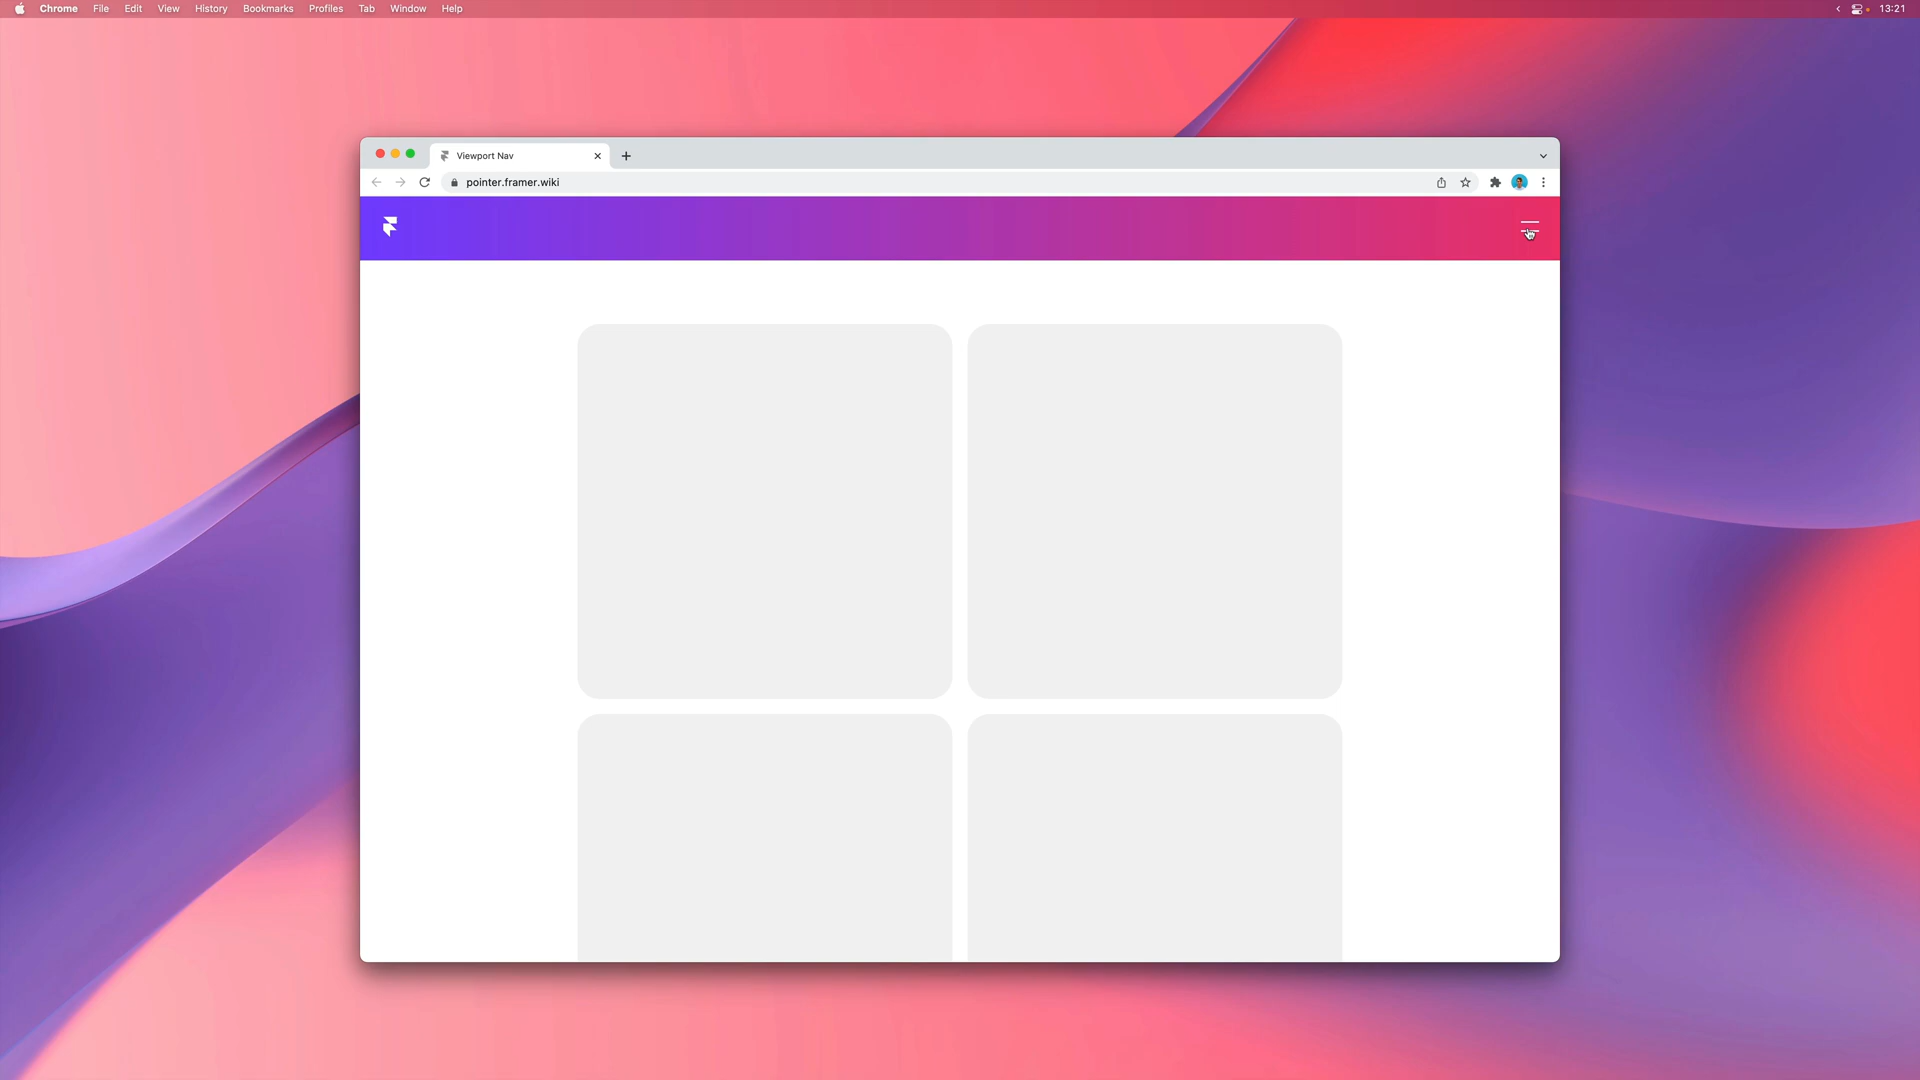 Chrome File Edit View History Bookmarks Profiles Tab Window Help 13:21
Viewport Nav
pointer.framer.wiki